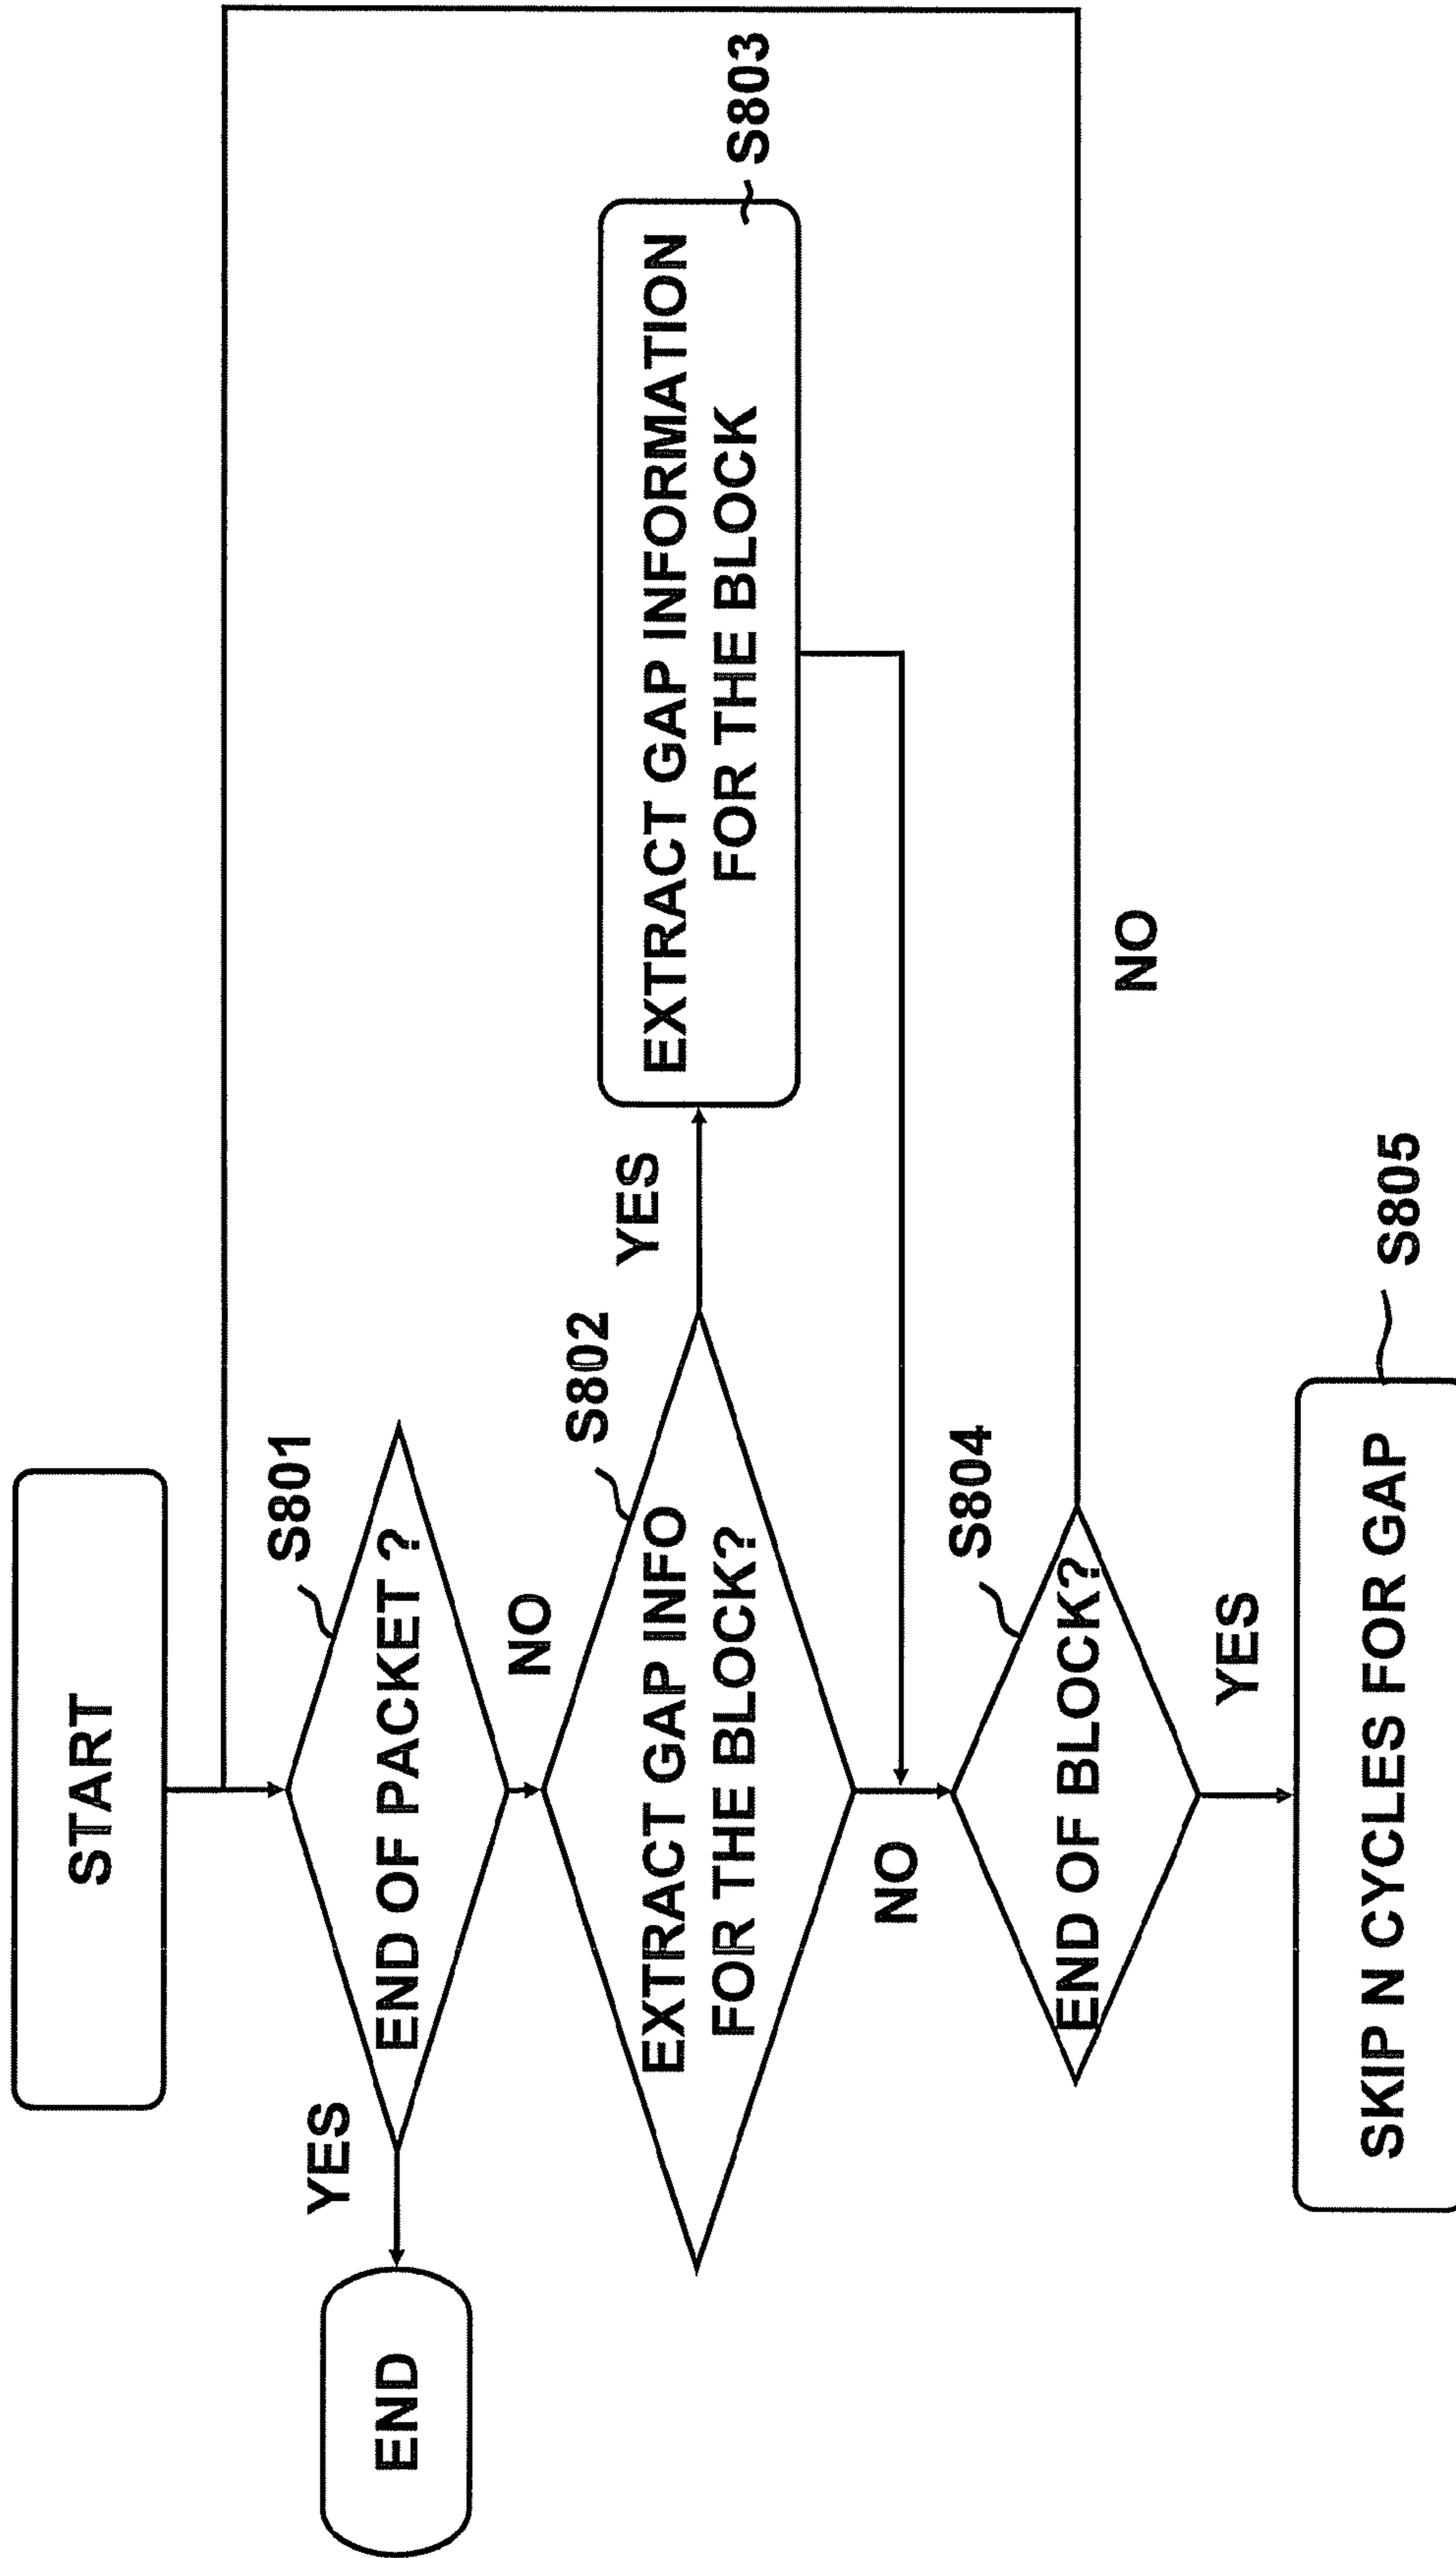 START
S801
END OF PACKET ?
YES
END
NO
S802
EXTRACT GAP INFO
FOR THE BLOCK?
YES
EXTRACT GAP INFORMATION
FOR THE BLOCK
S803
NO
S804
END OF BLOCK?
NO
YES
S805
SKIP N CYCLES FOR GAP